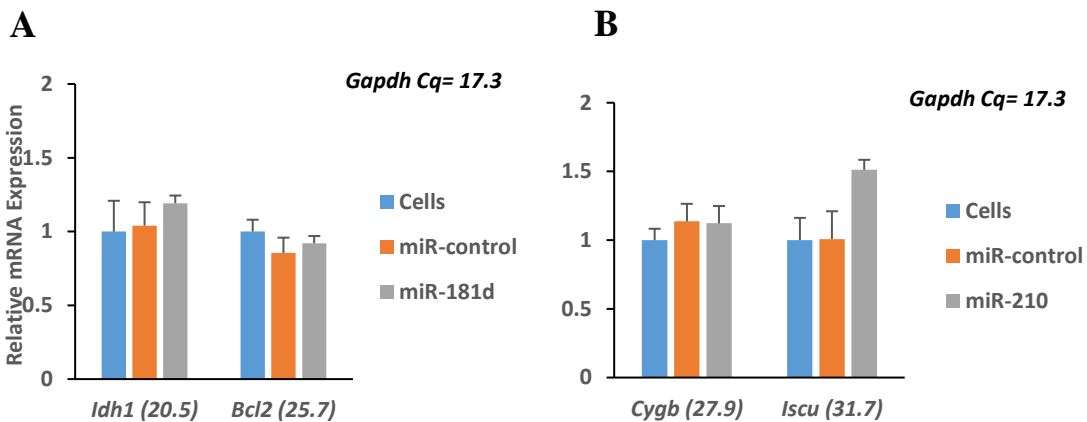 A
Gapdh Cq= 17.3
Relative mRNA Expression
2
1.5
1
0.5
0
Idh1 (20.5)
Bcl2 (25.7)
Cells
miR-control
miR-181d
B
Gapdh Cq= 17.3
2
1.5
1
0.5
0
Cygb (27.9)
Iscu (31.7)
Cells
miR-control
miR-210